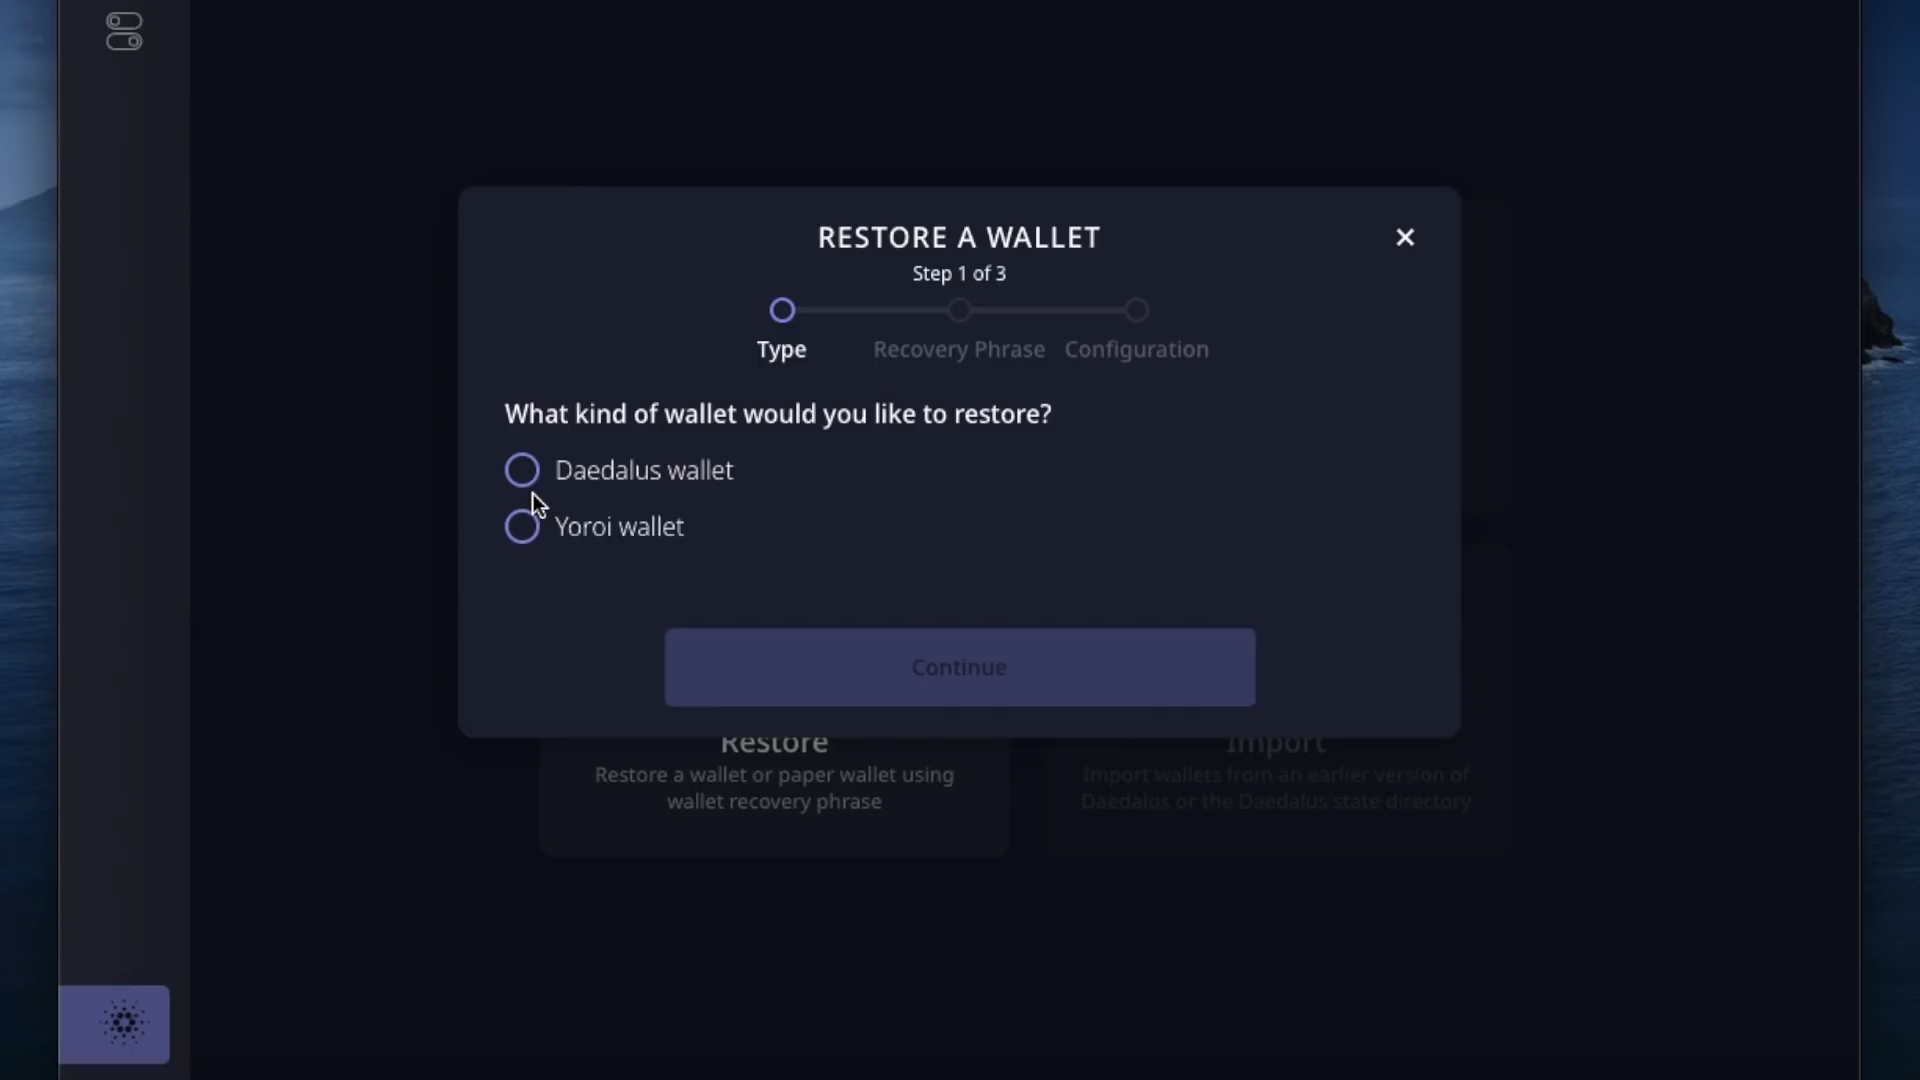 RESTORE A WALLET
Step 1 of 3
Type
Recovery Phrase
Configuration
What kind of wallet would you like to restore?
Daedalus wallet
Yoroi wallet
Continue
Restore
Restore a wallet or paper wallet using
wallet recovery phrase
Import
Import wallets from an earlier version of
Daedalus or the Daedalus state directory